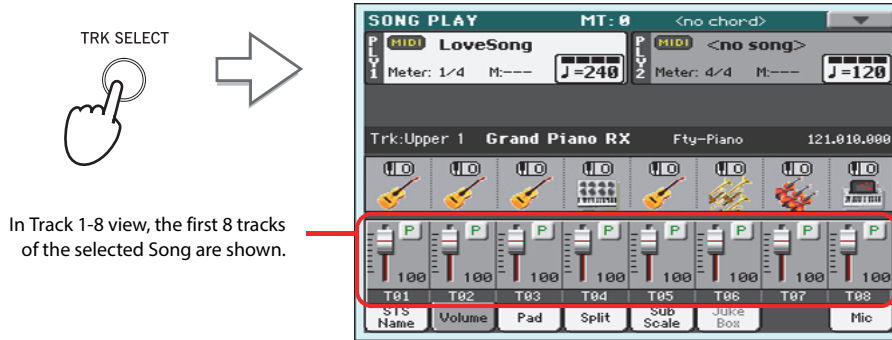 TRK SELECT
In Track 1-8 view, the first 8 tracks
of the selected Song are shown.
SONG PLAY MT: 0 <no chord>
PLY1 MIDI LoveSong
Meter: 1/4 M:--- ♩=240
PLY2 MIDI <no song>
Meter: 4/4 M:--- ♩=120
Trk:Upper 1 Grand Piano RX Fty-Piano 121.010.000
P P P P P P P P
100 100 100 100 100 100 100 100
T01 T02 T03 T04 T05 T06 T07 T08
STS Name Volume Pad Split Sub Scale Juke Box Mic